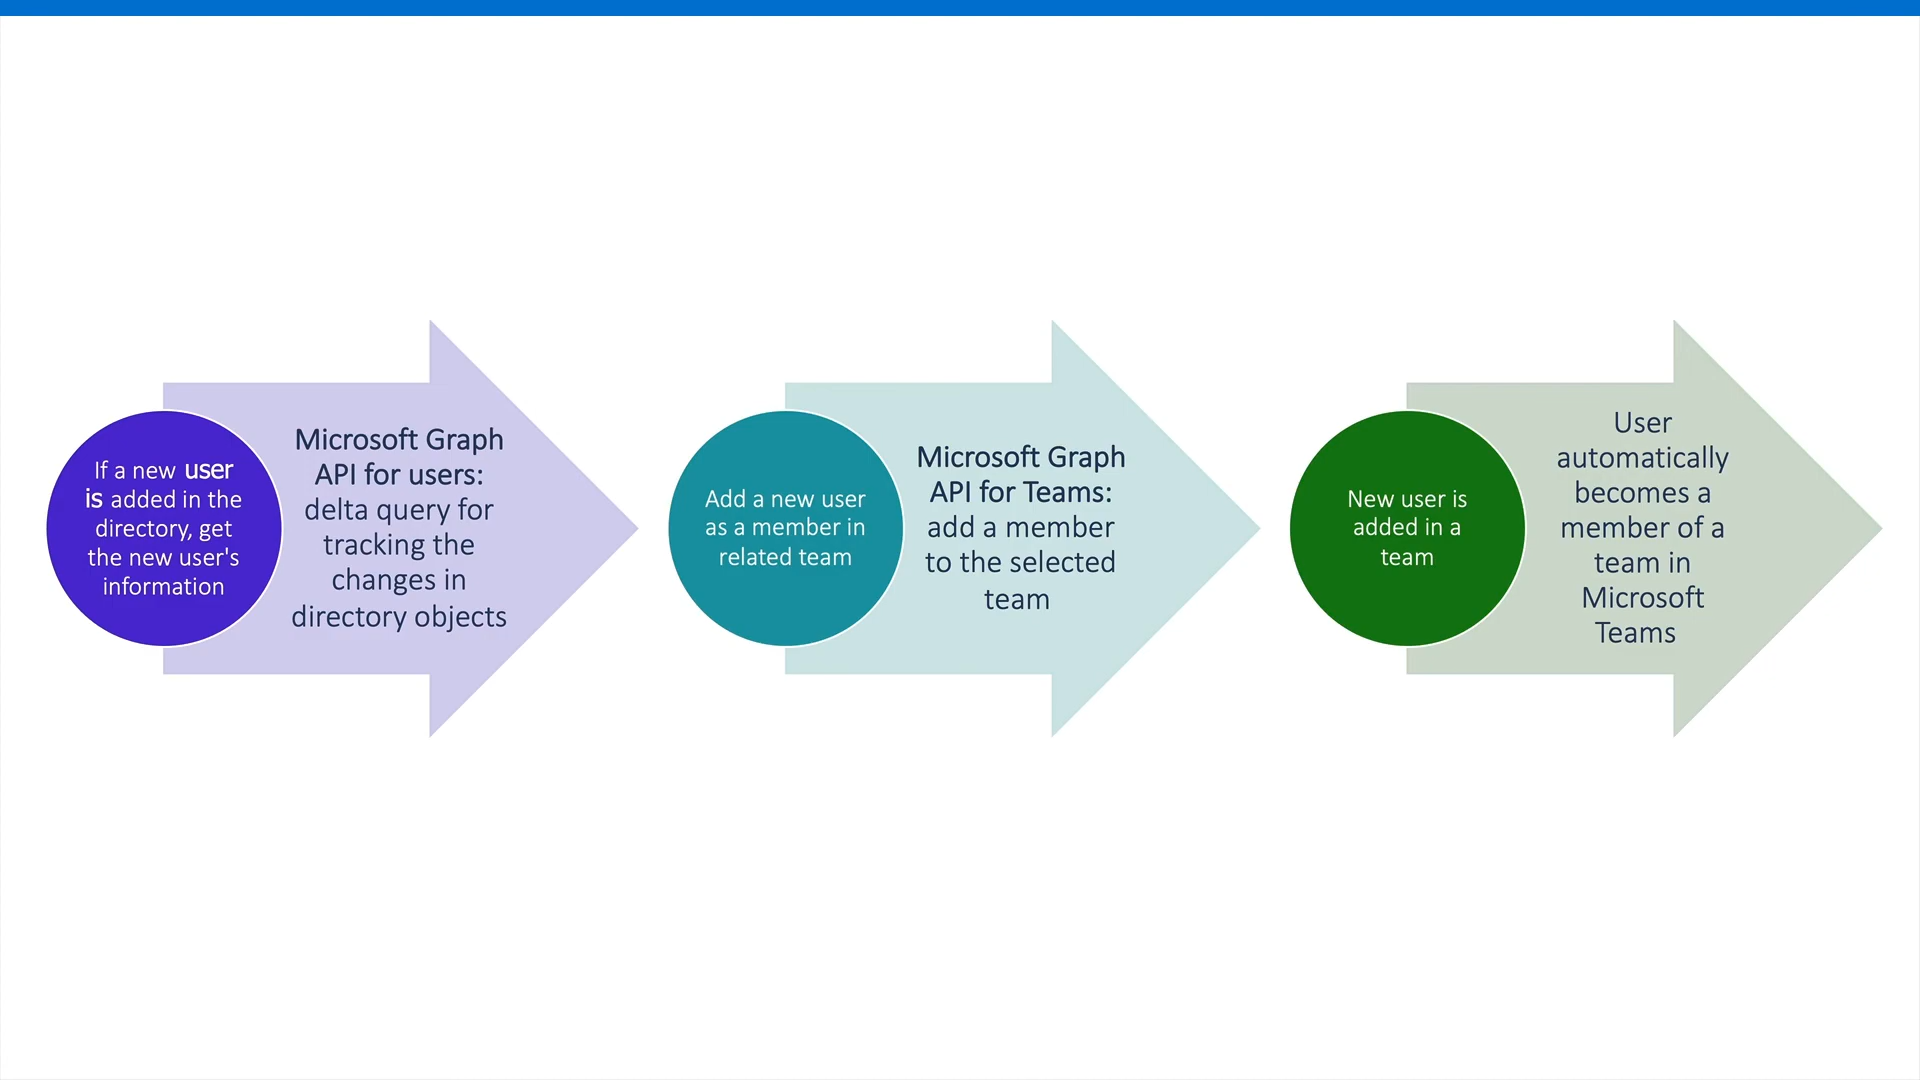 If a new user
is added in the
directory, get
the new user's
information
Microsoft Graph
API for users:
delta query for
tracking the
changes in
directory objects
Add a new user
as a member in
related team
Microsoft Graph
API for Teams:
add a member
to the selected
team
New user is
added in a
team
User
automatically
becomes a
member of a
team in
Microsoft
Teams